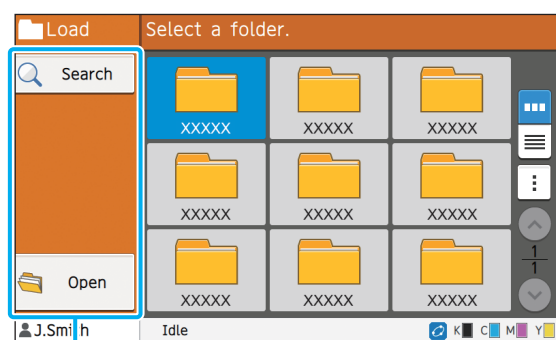 Load Select a folder.
Search
XXXXX XXXXX XXXXX
XXXXX XXXXX XXXXX
1
1
Open
XXXXX XXXXX XXXXX
J.Smith Idle K C M Y